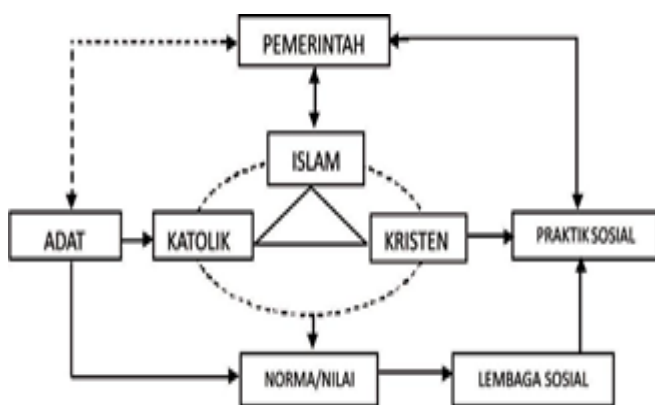 PEMERINTAH
ISLAM
ADAT
KATOLIK
KRISTEN
PRAKTIK SOSIAL
NORMA/NILAI
LEMBAGA SOSIAL